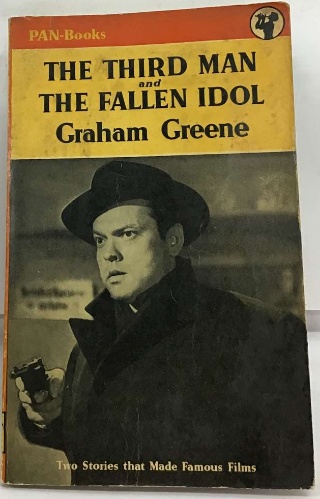 PAN-Books
THE THIRD MAN
and
THE FALLEN IDOL
Graham Greene
Two Stories that Made Famous Films